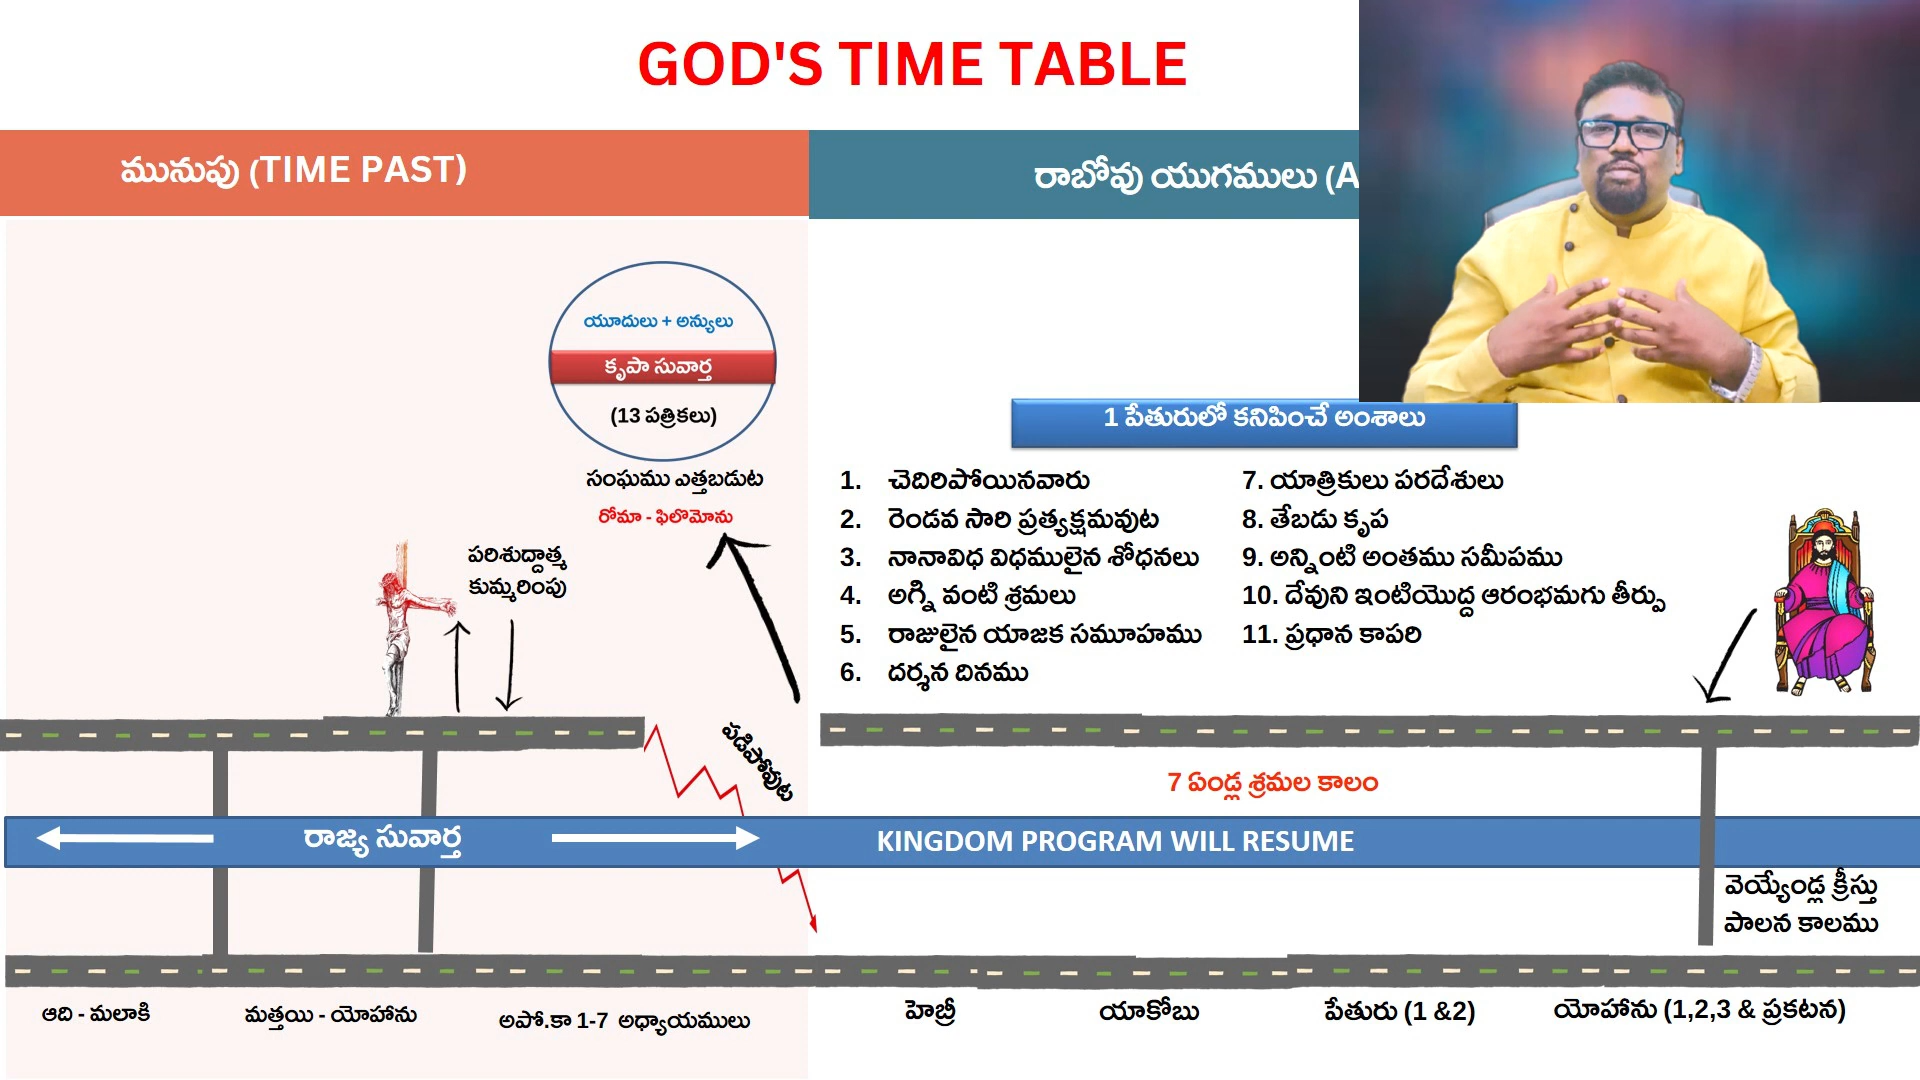 GOD'S TIME TABLE
మునుపు (TIME PAST)
రాబోవు యుగములు (A
యూదులు + అన్యులు
కృపా సువార్త
(13 పత్రికలు)
సంఘము ఎత్తబడుట
రోమా - ఫిలొమోను
పరిశుద్దాత్మ
కుమ్మరింపు
పడిపోవుట
1 పేతురులో కనిపించే అంశాలు
1. చెదిరిపోయినవారు
2. రెండవ సారి ప్రత్యక్షమవుట
3. నానావిధ విధములైన శోధనలు
4. అగ్ని వంటి శ్రమలు
5. రాజులైన యాజక సమూహము
6. దర్శన దినము
7. యాత్రికులు పరదేశులు
8. తేబడు కృప
9. అన్నింటి అంతము సమీపము
10. దేవుని ఇంటియొద్ద ఆరంభమగు తీర్పు
11. ప్రధాన కాపరి
7 ఏండ్ల శ్రమల కాలం
రాజ్య సువార్త
KINGDOM PROGRAM WILL RESUME
వెయ్యేండ్ల క్రీస్తు
పాలన కాలము
ఆది - మలాకి
మత్తయి - యోహాను
అపో.కా 1-7 అధ్యాయములు
హెబ్రీ
యాకోబు
పేతురు (1 &2)
యోహాను (1,2,3 & ప్రకటన)